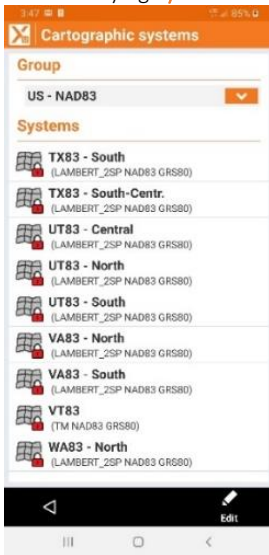 3:47
85%
Cartographic systems
Group
US - NAD83
Systems
TX83 - South
(LAMBERT_2SP NAD83 GRS80)
TX83 - South-Centr.
(LAMBERT_2SP NAD83 GRS80)
UT83 - Central
(LAMBERT_2SP NAD83 GRS80)
UT83 - North
(LAMBERT_2SP NAD83 GRS80)
UT83 - South
(LAMBERT_2SP NAD83 GRS80)
VA83 - North
(LAMBERT_2SP NAD83 GRS80)
VA83 - South
(LAMBERT_2SP NAD83 GRS80)
VT83
(TM NAD83 GRS80)
WA83 - North
(LAMBERT_2SP NAD83 GRS80)
Edit